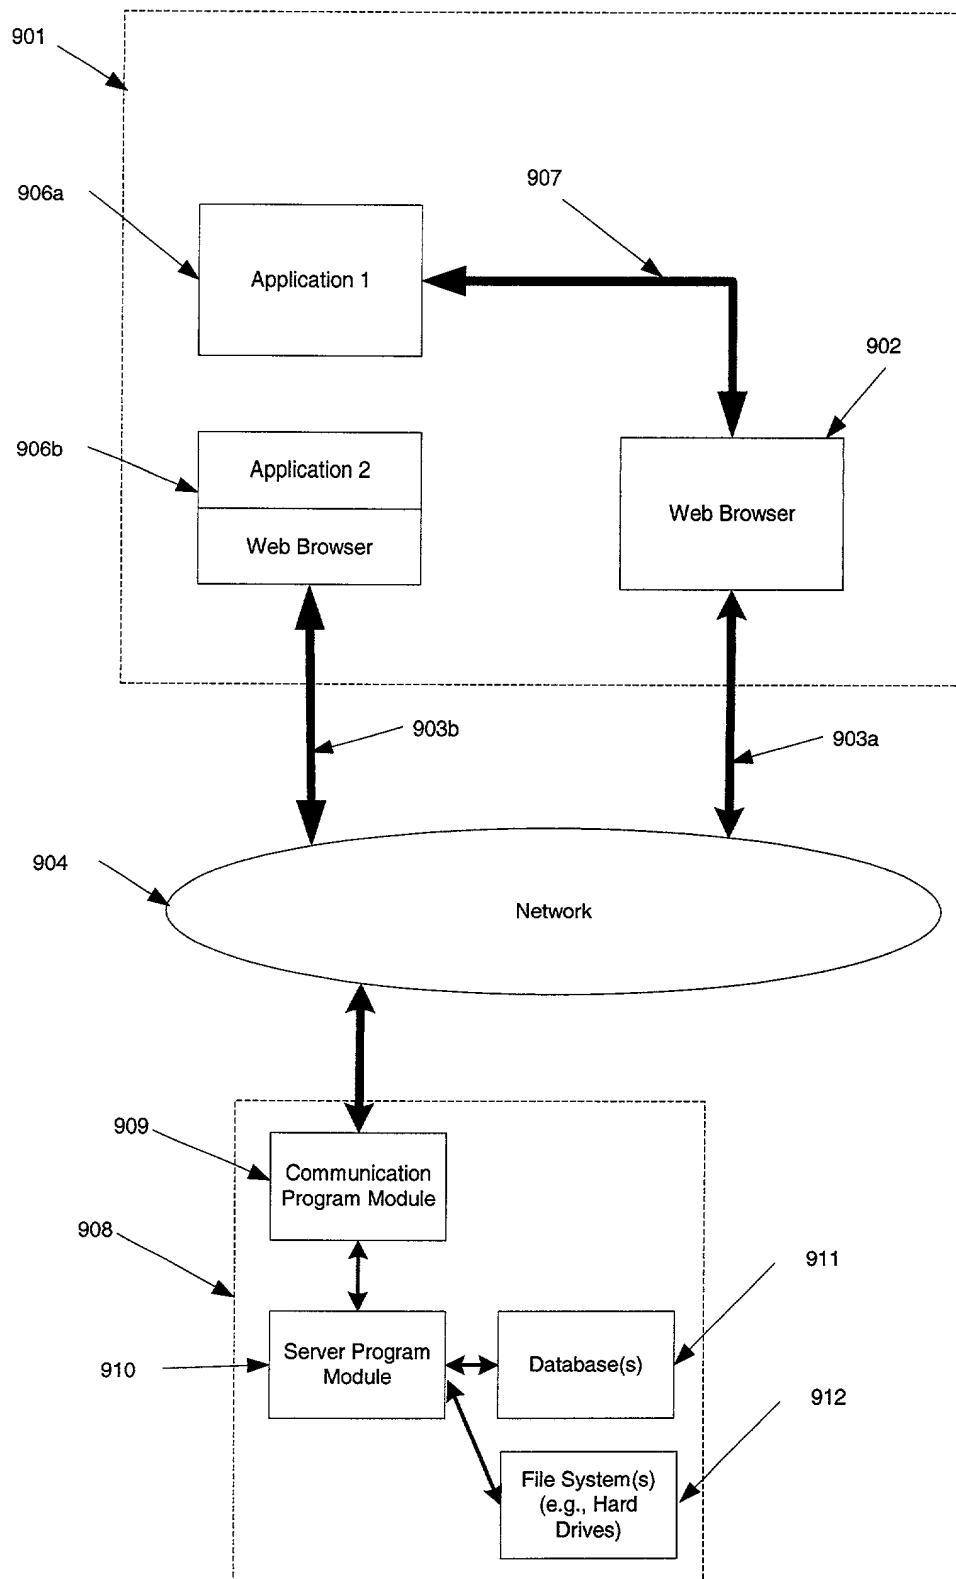 901
907
906a
Application 1
902
906b
Application 2
Web Browser
Web Browser
903b
903a
904
Network
909
Communication
Program Module
908
911
Server Program
Module
Database(s)
910
912
File System(s)
(e.g., Hard
Drives)